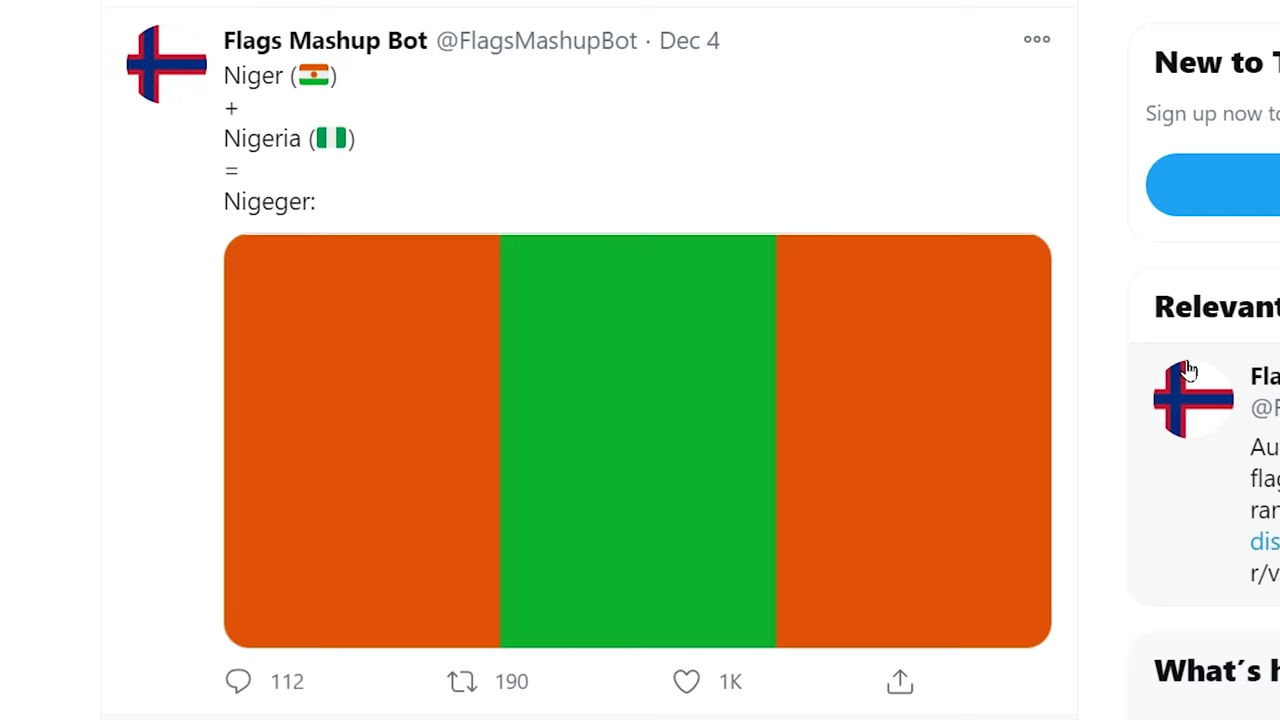 Flags Mashup Bot @FlagsMashupBot · Dec 4
Niger (🇳🇪)
+
Nigeria (🇳🇬)
=
Nigeger:
112 190 1K
New to T
Sign up now to
Relevant
Fla
@F
Au
flag
ran
dis
r/v
What's h